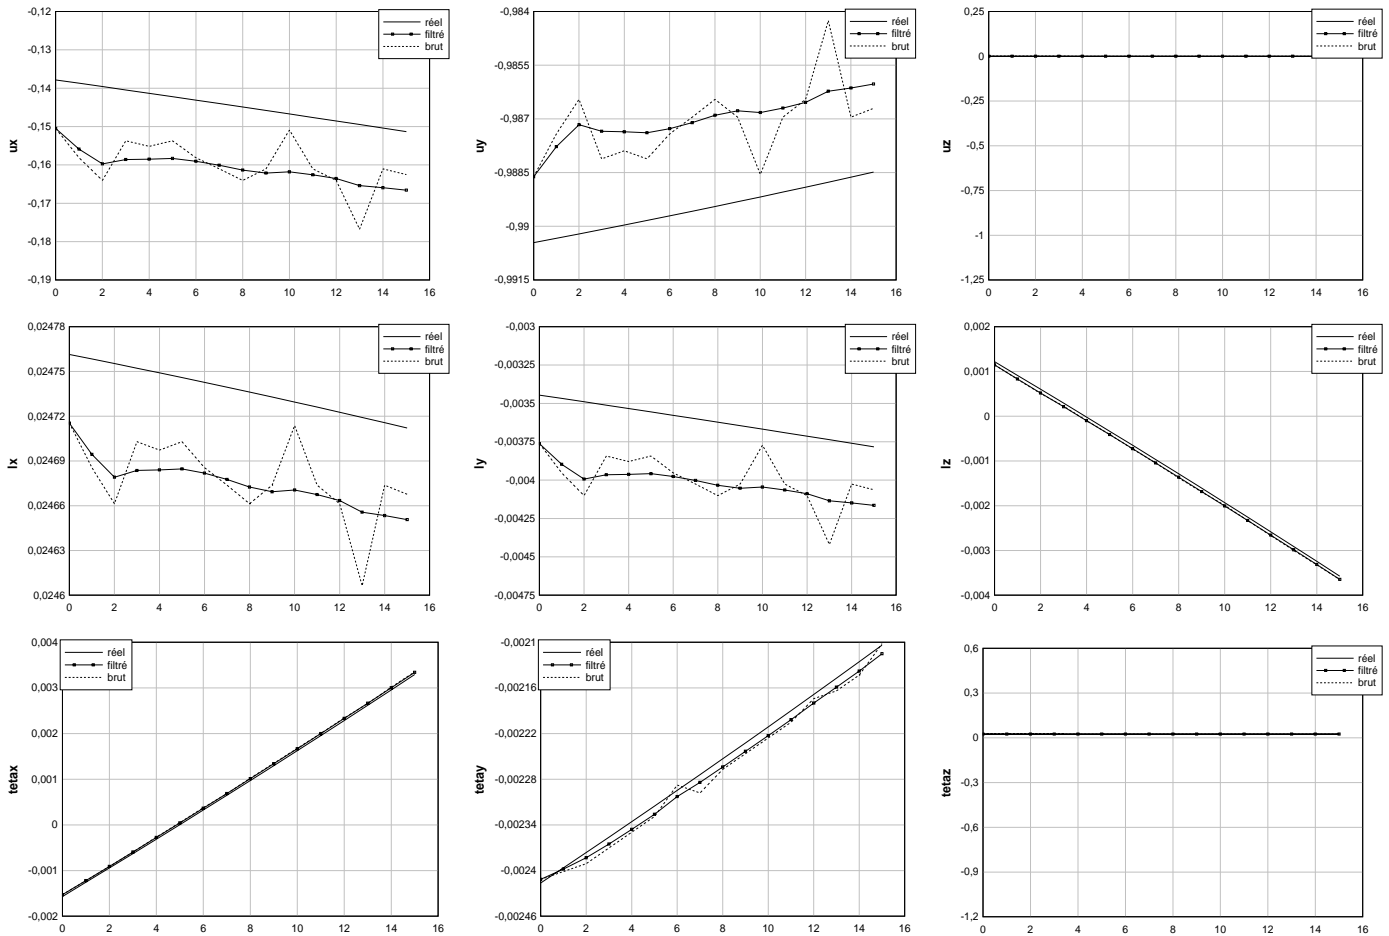 -0,12
-0,13
-0,14
-0,15
-0,16
-0,17
-0,18
-0,19
ux
0 2 4 6 8 10 12 14 16
réel
filtré
brut
-0,984
-0,9855
-0,987
-0,9885
-0,99
-0,9915
uy
0 2 4 6 8 10 12 14 16
réel
filtré
brut
0,25
0
-0,25
-0,5
-0,75
-1
-1,25
uz
0 2 4 6 8 10 12 14 16
réel
filtré
brut
0,02478
0,02475
0,02472
0,02469
0,02466
0,02463
0,0246
lx
0 2 4 6 8 10 12 14 16
réel
filtré
brut
-0,003
-0,00325
-0,0035
-0,00375
-0,004
-0,00425
-0,0045
-0,00475
ly
0 2 4 6 8 10 12 14 16
réel
filtré
brut
0,002
0,001
0
-0,001
-0,002
-0,003
-0,004
lz
0 2 4 6 8 10 12 14 16
réel
filtré
brut
0,004
0,003
0,002
0,001
0
-0,001
-0,002
tetax
0 2 4 6 8 10 12 14 16
réel
filtré
brut
-0,0021
-0,00216
-0,00222
-0,00228
-0,00234
-0,0024
-0,00246
tetay
0 2 4 6 8 10 12 14 16
réel
filtré
brut
0,6
0,3
0
-0,3
-0,6
-0,9
-1,2
tetaz
0 2 4 6 8 10 12 14 16
réel
filtré
brut